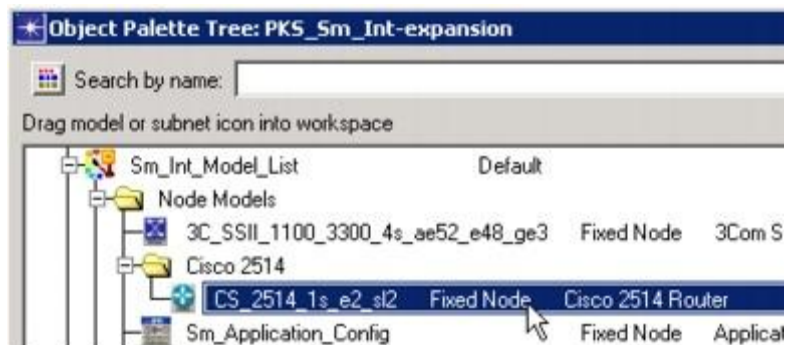 Object Palette Tree: PKS_Sm_Int-expansion
Search by name:
Drag model or subnet icon into workspace
Sm_Int_Model_List Default
Node Models
3C_SSII_1100_3300_4s_ae52_e48_ge3 Fixed Node 3Com S
Cisco 2514
CS_2514_1s_e2_sl2 Fixed Node Cisco 2514 Router
Sm_Application_Config Fixed Node Applicat